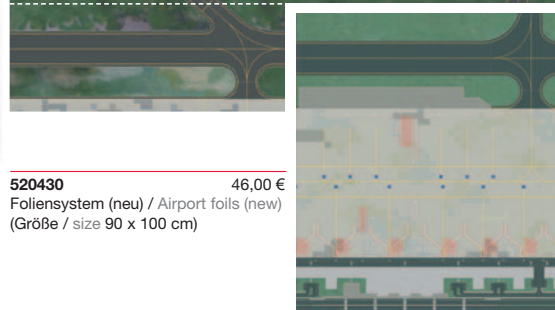 520430 46,00 €
Foliensystem (neu) / Airport foils (new)
(Größe / size 90 x 100 cm)